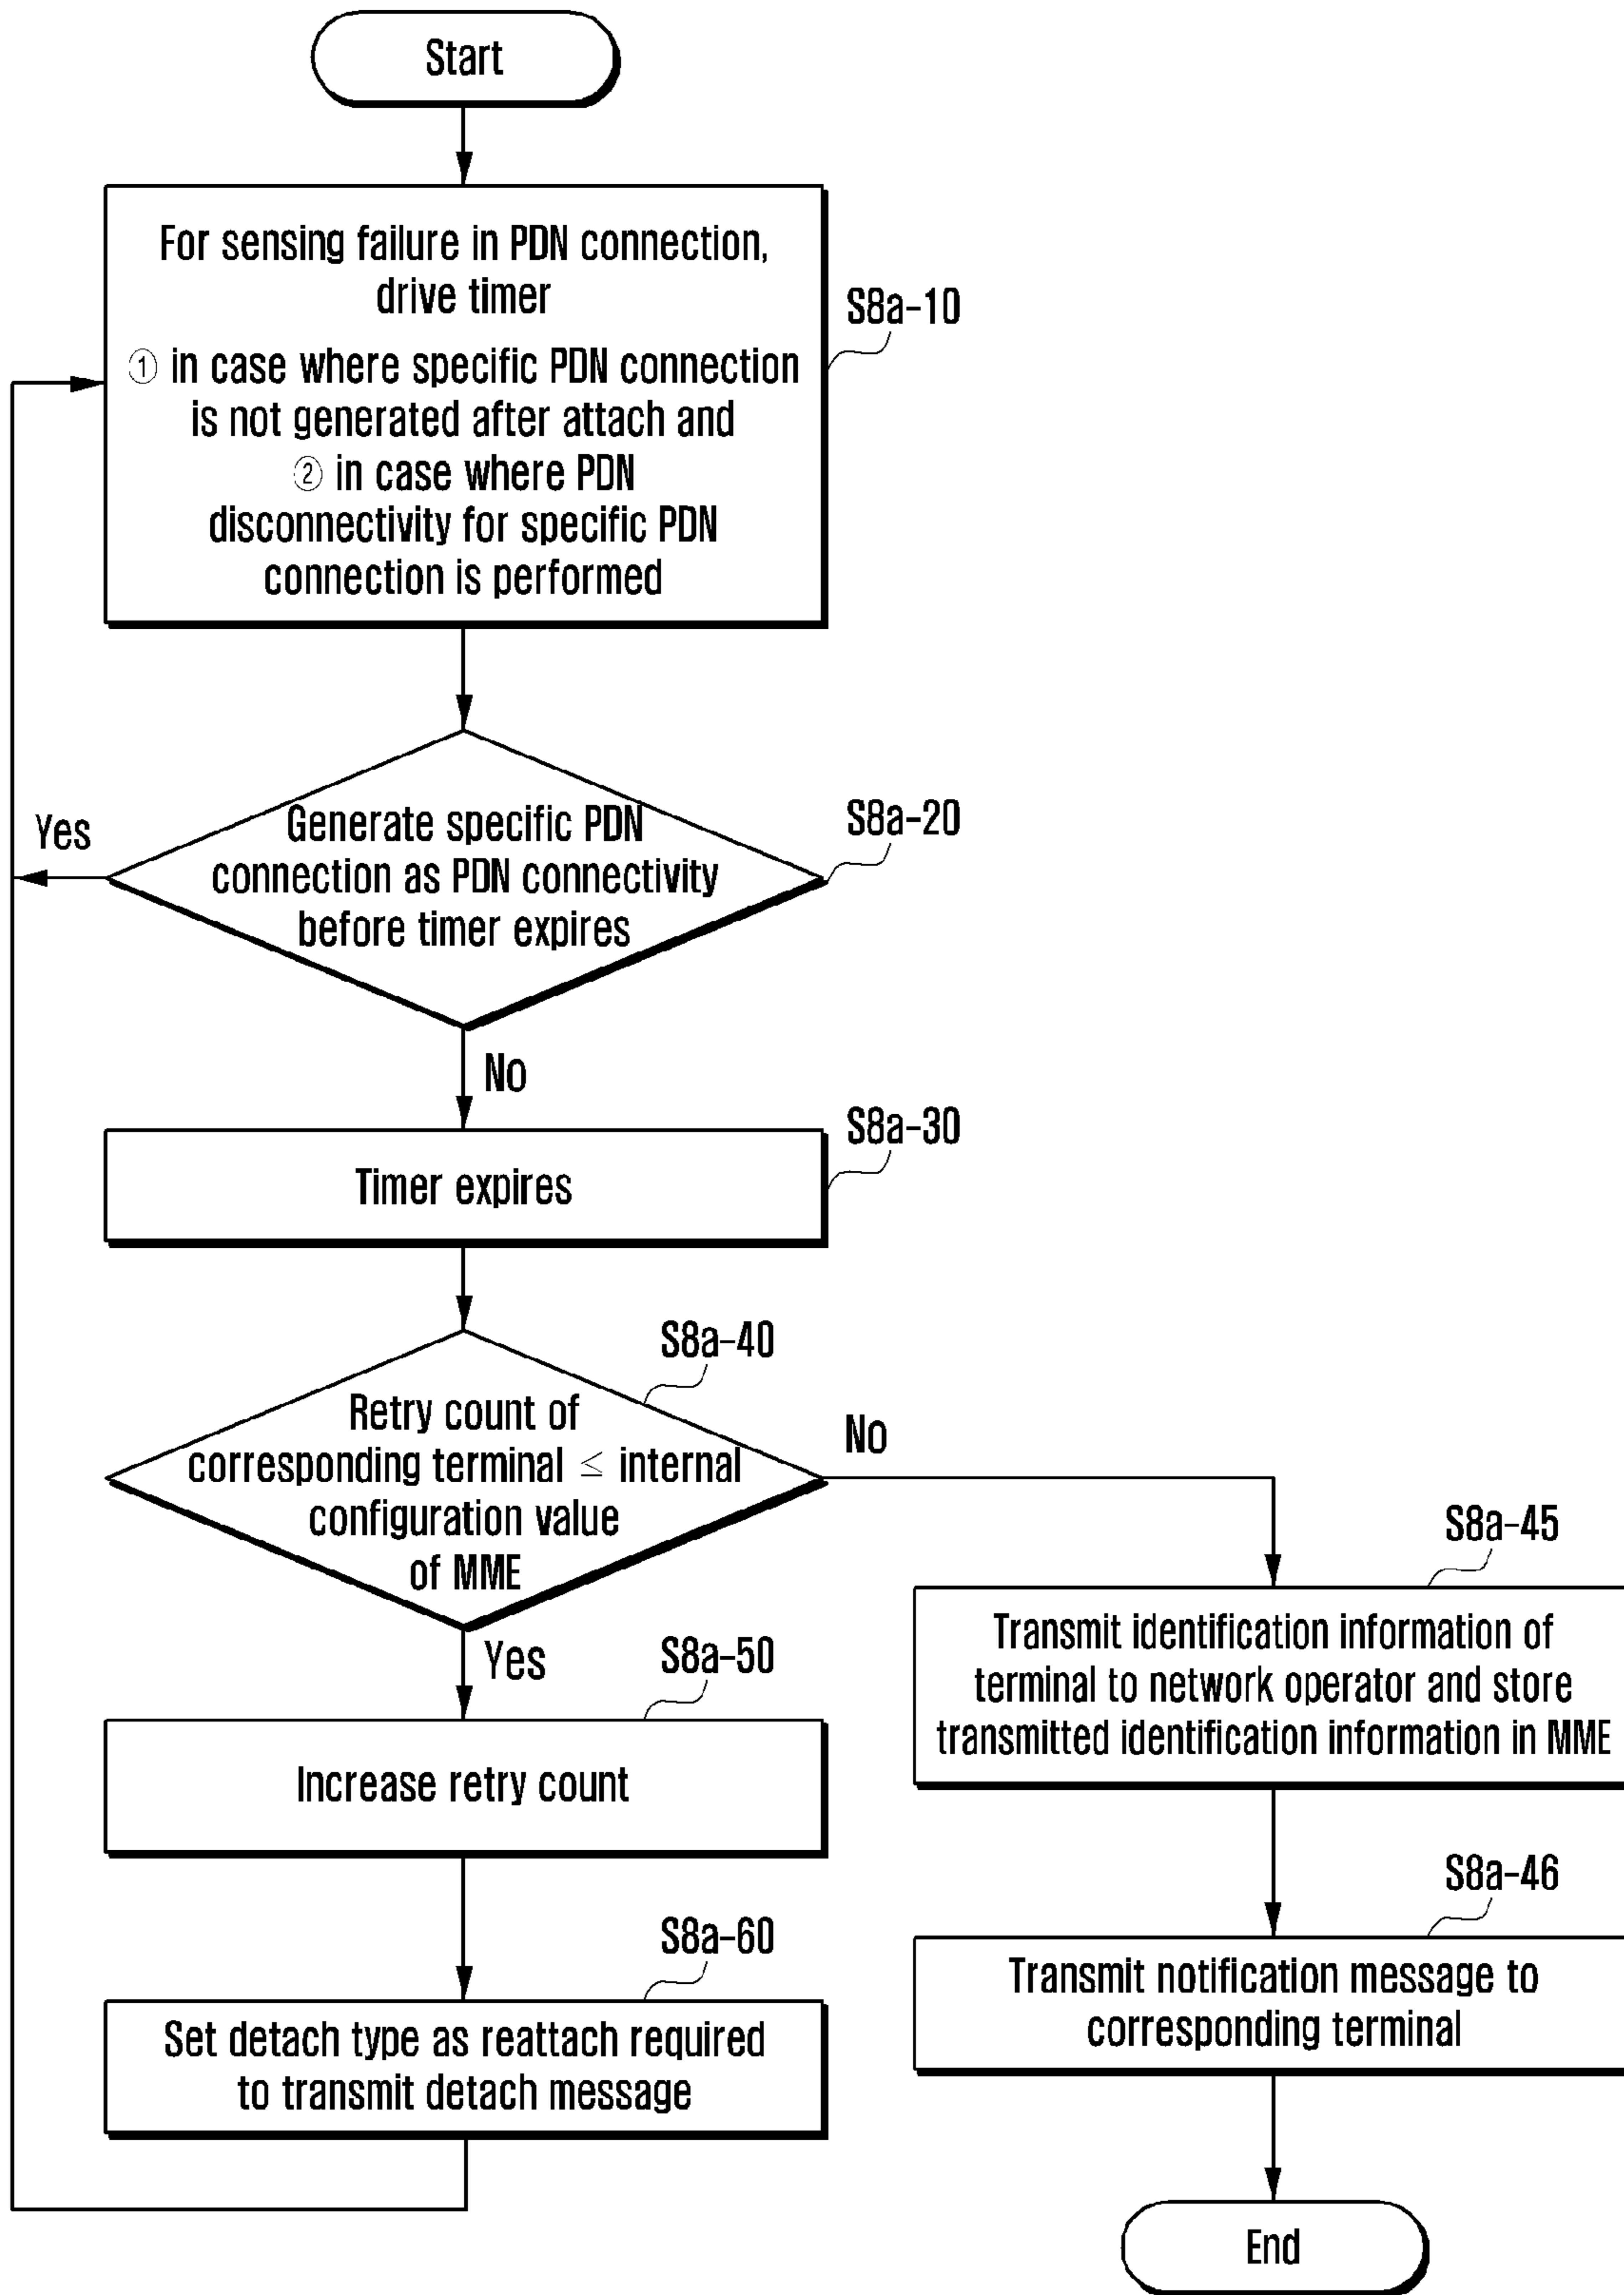 Start
For sensing failure in PDN connection,
drive timer
① in case where specific PDN connection
is not generated after attach and
② in case where PDN
disconnectivity for specific PDN
connection is performed
S8a-10
Yes
Generate specific PDN
connection as PDN connectivity
before timer expires
S8a-20
No
Timer expires
S8a-30
S8a-40
Retry count of
corresponding terminal ≤ internal
configuration value
of MME
No
Yes
S8a-45
Transmit identification information of
terminal to network operator and store
transmitted identification information in MME
S8a-50
Increase retry count
S8a-46
Transmit notification message to
corresponding terminal
S8a-60
Set detach type as reattach required
to transmit detach message
End